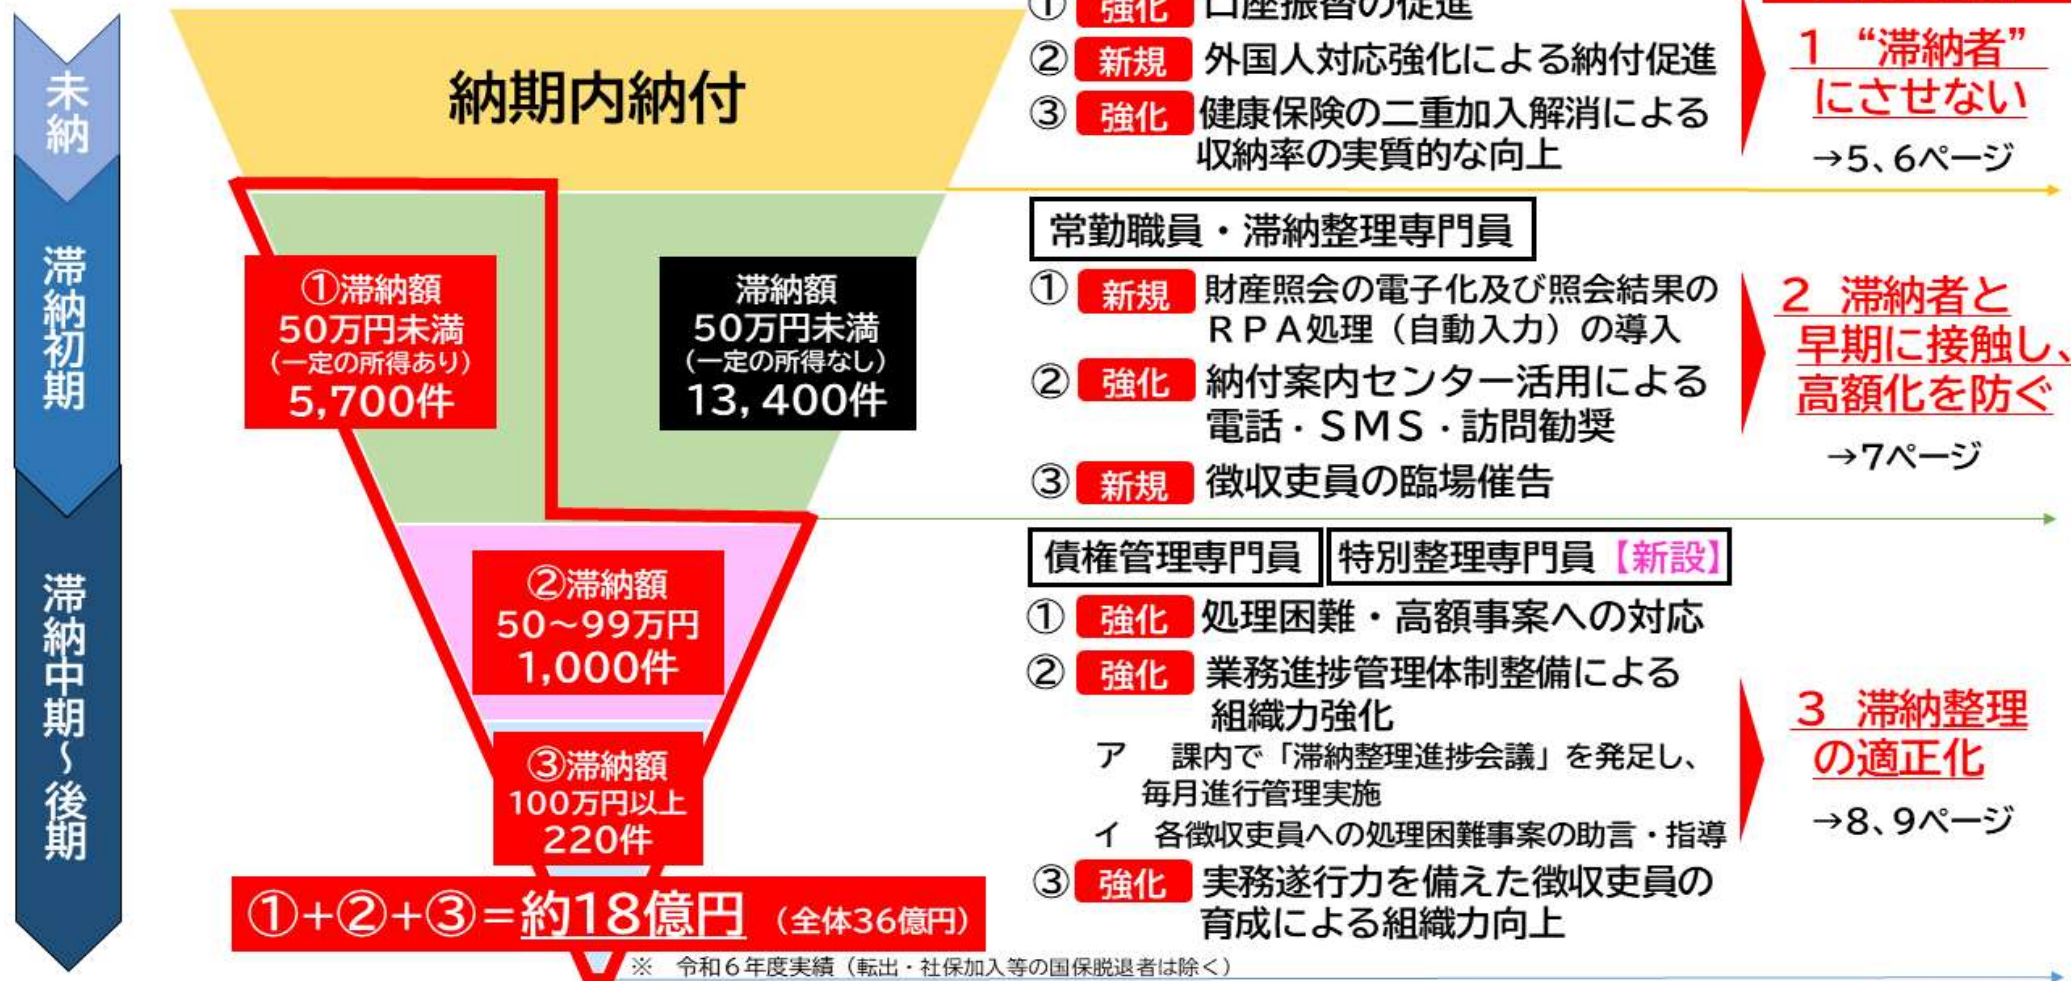 未納
滞納初期
滞納中期～後期
納期内納付
①滞納額
50万円未満
(一定の所得あり)
5,700件
滞納額
50万円未満
(一定の所得なし)
13,400件
②滞納額
50～99万円
1,000件
③滞納額
100万円以上
220件
①+②+③=約18億円 (全体36億円)
※ 令和6年度実績(転出・社保加入等の国保脱退者は除く)
① 強化 口座振替の促進
② 新規 外国人対応強化による納付促進
③ 強化 健康保険の二重加入解消による
収納率の実質的な向上
1 “滞納者”
にさせない
→5、6ページ
常勤職員・滞納整理専門員
① 新規 財産照会の電子化及び照会結果の
RPA処理(自動入力)の導入
② 強化 納付案内センター活用による
電話・SMS・訪問勧奨
③ 新規 徴収吏員の臨場催告
2 滞納者と
早期に接触し、
高額化を防ぐ
→7ページ
債権管理専門員 特別整理専門員【新設】
① 強化 処理困難・高額事案への対応
② 強化 業務進捗管理体制整備による
組織力強化
ア 課内で「滞納整理進捗会議」を発足し、
毎月進行管理実施
イ 各徴収吏員への処理困難事案の助言・指導
③ 強化 実務遂行力を備えた徴収吏員の
育成による組織力向上
3 滞納整理
の適正化
→8、9ページ